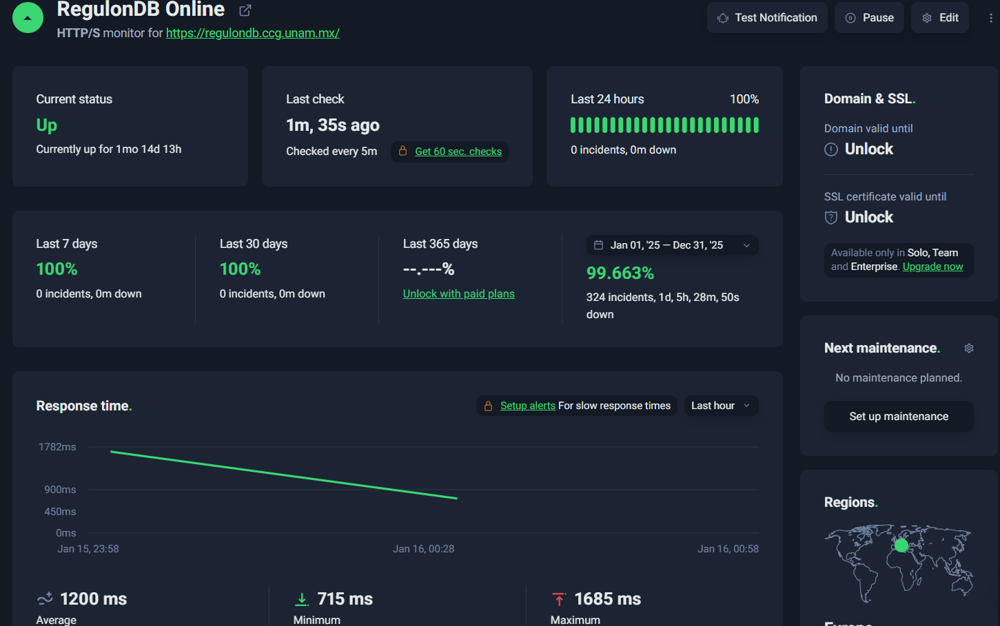 RegulonDB Online
HTTP/S monitor for https://regulondb.ccg.unam.mx/
Test Notification
Pause
Edit
Current status
Up
Currently up for 1mo 14d 13h
Last check
1m, 35s ago
Checked every 5m
Get 60 sec. checks
Last 24 hours
100%
0 incidents, 0m down
Domain & SSL.
Domain valid until
Unlock
SSL certificate valid until
Unlock
Available only in Solo, Team
and Enterprise. Upgrade now
Last 7 days
100%
0 incidents, 0m down
Last 30 days
100%
0 incidents, 0m down
Last 365 days
--.---%
Unlock with paid plans
Jan 01, '25 — Dec 31, '25
99.663%
324 incidents, 1d, 5h, 28m, 50s
down
Next maintenance.
No maintenance planned.
Set up maintenance
Response time.
Setup alerts For slow response times
Last hour
1782ms
900ms
450ms
0ms
Jan 15, 23:58
Jan 16, 00:28
Jan 16, 00:58
1200 ms
Average
715 ms
Minimum
1685 ms
Maximum
Regions.